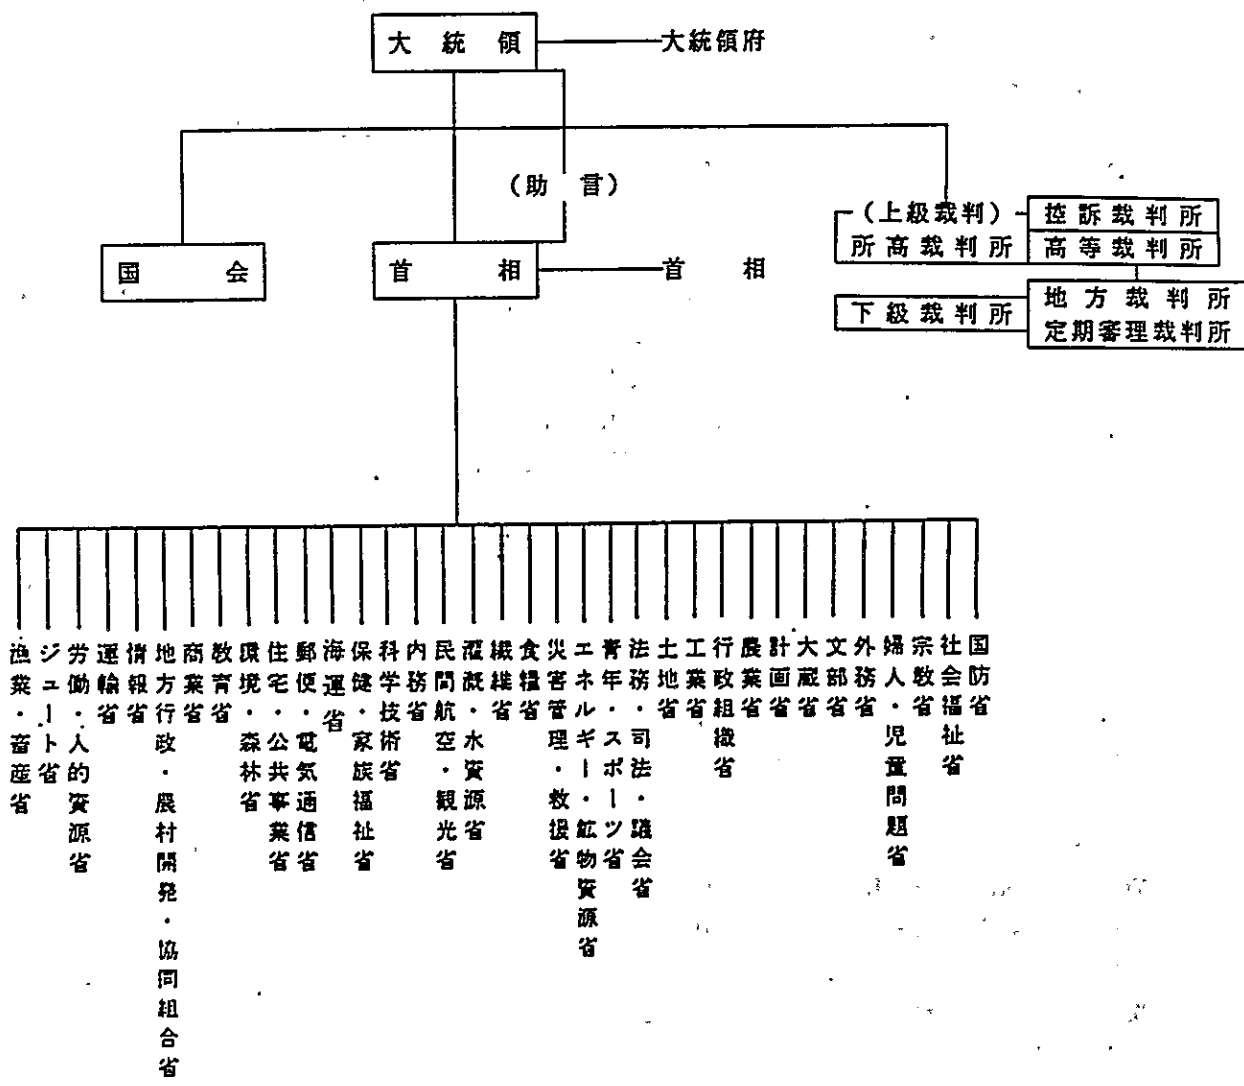 大統領
大統領府
(助言)
(上級裁判)
控訴裁判所
所高裁判所
高等裁判所
国会
首相
首相
下級裁判所
地方裁判所
定期審理裁判所
漁業・畜産省
ジュート省
労働・人的資源省
運輸省
情報省
地方行政・農村開発・協同組合省
商業省
教育省
環境・森林省
住宅・公共事業省
郵便・電気通信省
海運省
保健・家族福祉省
科学技術省
内務省
民間航空・観光省
灌漑・水資源省
繊維省
食糧省
災害管理・救援省
エネルギー・鉱物資源省
青年・スポーツ省
法務・司法・議会省
土地省
工業省
行政組織省
農業省
計画省
大蔵省
文部省
外務省
婦人・児童問題省
宗教省
社会福祉省
国防省